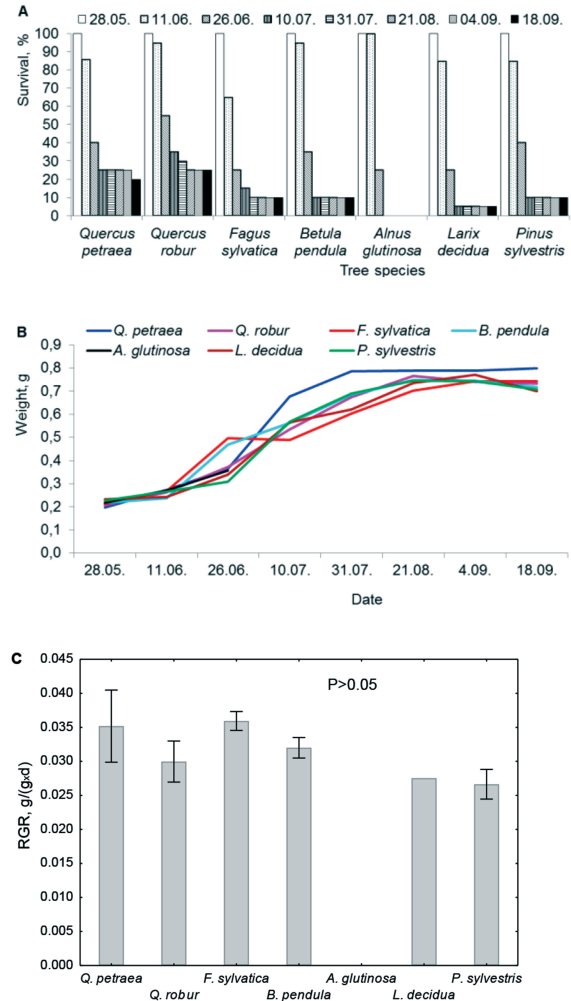 A
28.05. 11.06. 26.06. 10.07. 31.07. 21.08. 04.09. 18.09.
Survival, %
100
90
80
70
60
50
40
30
20
10
0
Quercus petraea
Quercus robur
Fagus sylvatica
Betula pendula
Alnus glutinosa
Larix decidua
Pinus sylvestris
Tree species
B
Q. petraea Q. robur F. sylvatica B. pendula
A. glutinosa L. decidua P. sylvestris
Weight, g
0,9
0,8
0,7
0,6
0,5
0,4
0,3
0,2
0,1
0,0
28.05. 11.06. 26.06. 10.07. 31.07. 21.08. 4.09. 18.09.
Date
C
P>0.05
RGR, g/(gxd)
0.045
0.040
0.035
0.030
0.025
0.020
0.015
0.010
0.005
0.000
Q. petraea F. sylvatica A. glutinosa P. sylvestris
Q. robur B. pendula L. decidua